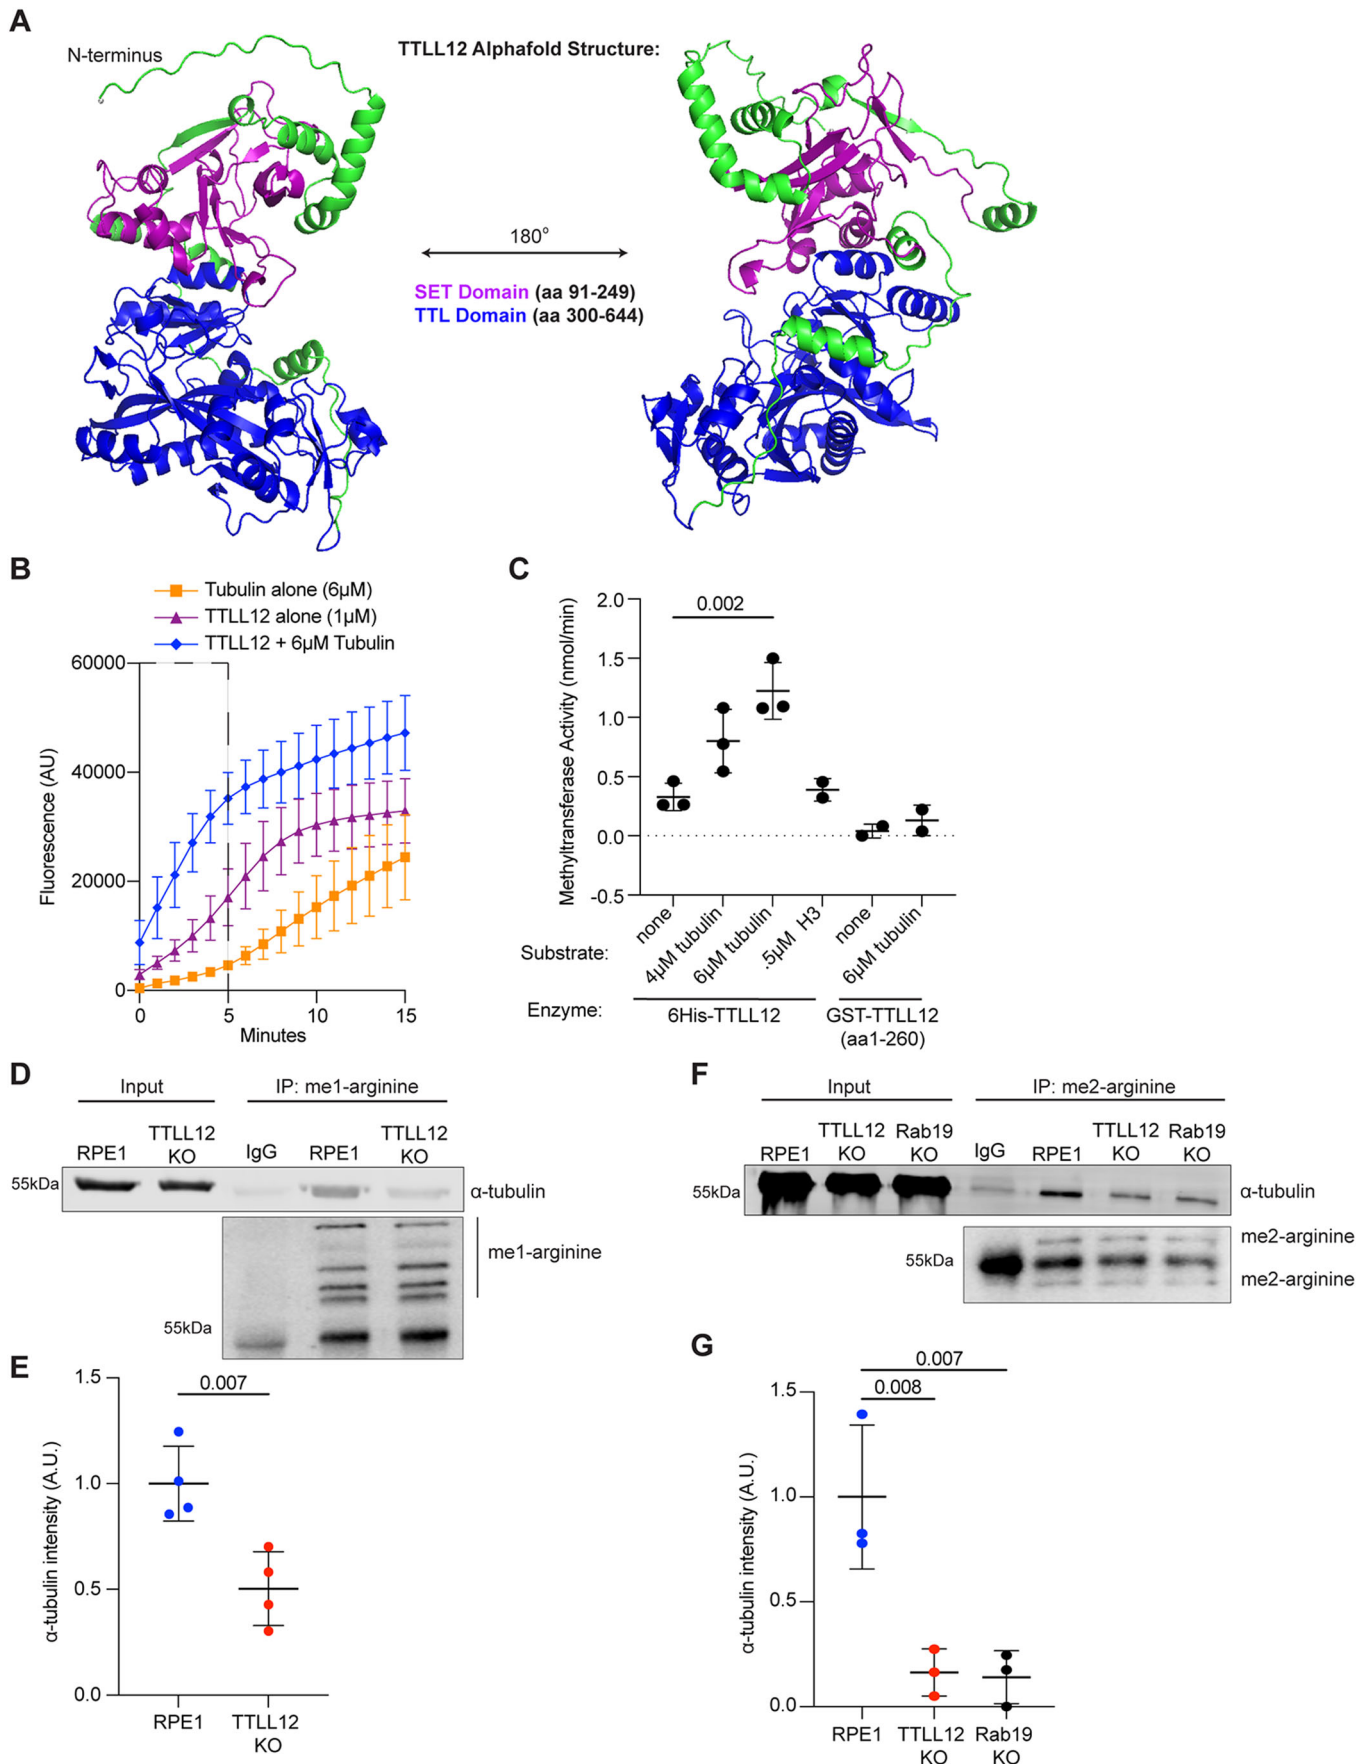 A
N-terminus
TTLL12 Alphafold Structure:
180°
SET Domain (aa 91-249)
TTL Domain (aa 300-644)
B
Tubulin alone (6μM)
TTLL12 alone (1μM)
TTLL12 + 6μM Tubulin
60000
40000
20000
0
Fluorescence (AU)
0 5 10 15
Minutes
C
2.0
1.5
1.0
0.5
0.0
-0.5
Methyltransferase Activity (nmol/min)
0.002
Substrate:
none
4μM tubulin
6μM tubulin
.5μM H3
none
6μM tubulin
Enzyme:
6His-TTLL12
GST-TTLL12
(aa1-260)
D
Input
IP: me1-arginine
RPE1
TTLL12
KO
IgG
RPE1
TTLL12
KO
55kDa
α-tubulin
me1-arginine
55kDa
F
Input
IP: me2-arginine
RPE1
TTLL12
KO
Rab19
KO
IgG
RPE1
TTLL12
KO
Rab19
KO
55kDa
α-tubulin
me2-arginine
55kDa
me2-arginine
E
1.5
1.0
0.5
0.0
α-tubulin intensity (A.U.)
0.007
RPE1
TTLL12
KO
G
0.007
0.008
1.5
1.0
0.5
0.0
α-tubulin intensity (A.U.)
RPE1
TTLL12
KO
Rab19
KO